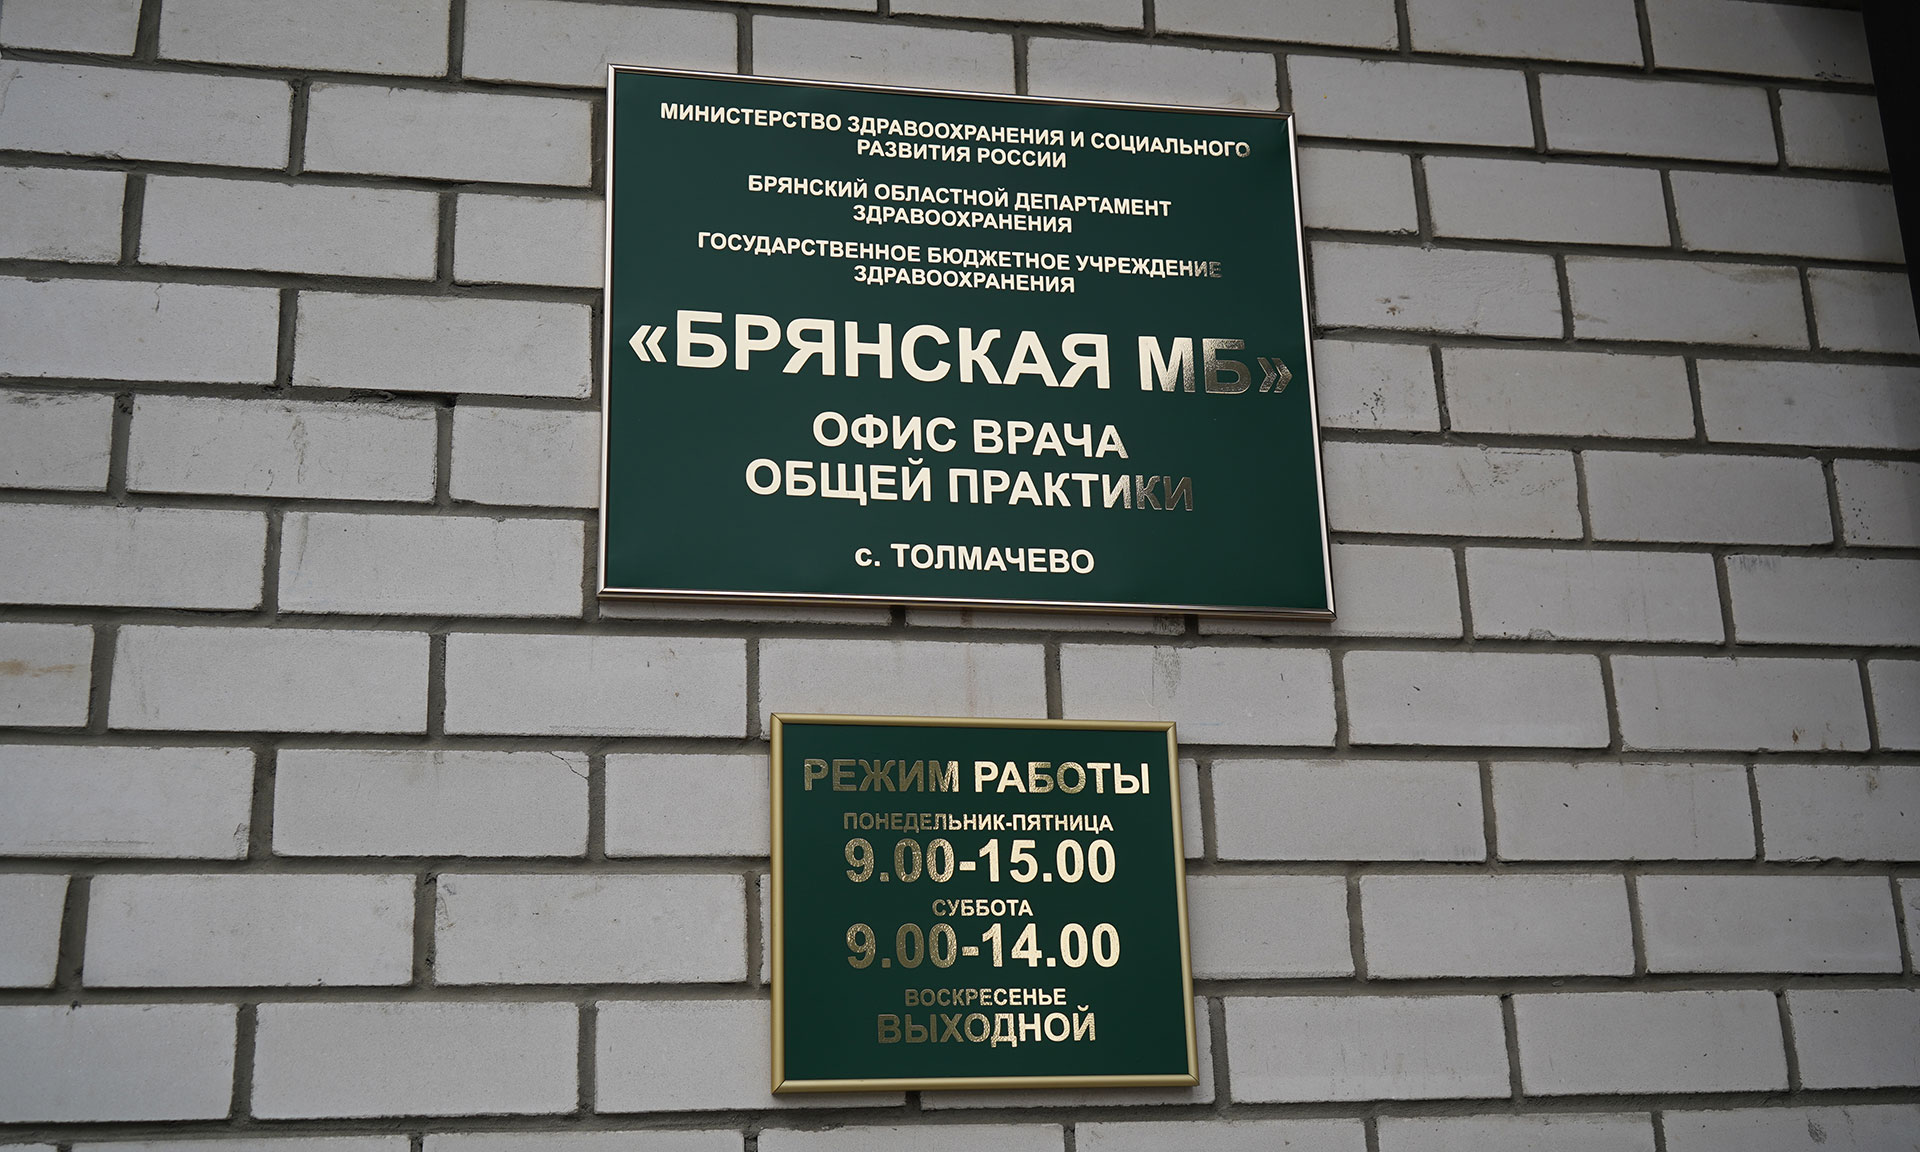 МИНИСТЕРСТВО ЗДРАВООХРАНЕНИЯ И СОЦИАЛЬНОГО
РАЗВИТИЯ РОССИИ
БРЯНСКИЙ ОБЛАСТНОЙ ДЕПАРТАМЕНТ
ЗДРАВООХРАНЕНИЯ
ГОСУДАРСТВЕННОЕ БЮДЖЕТНОЕ УЧРЕЖДЕНИЕ
ЗДРАВООХРАНЕНИЯ
«БРЯНСКАЯ МБ»
ОФИС ВРАЧА
ОБЩЕЙ ПРАКТИКИ
с. ТОЛМАЧЕВО
РЕЖИМ РАБОТЫ
ПОНЕДЕЛЬНИК-ПЯТНИЦА
9.00-15.00
СУББОТА
9.00-14.00
ВОСКРЕСЕНЬЕ
ВЫХОДНОЙ